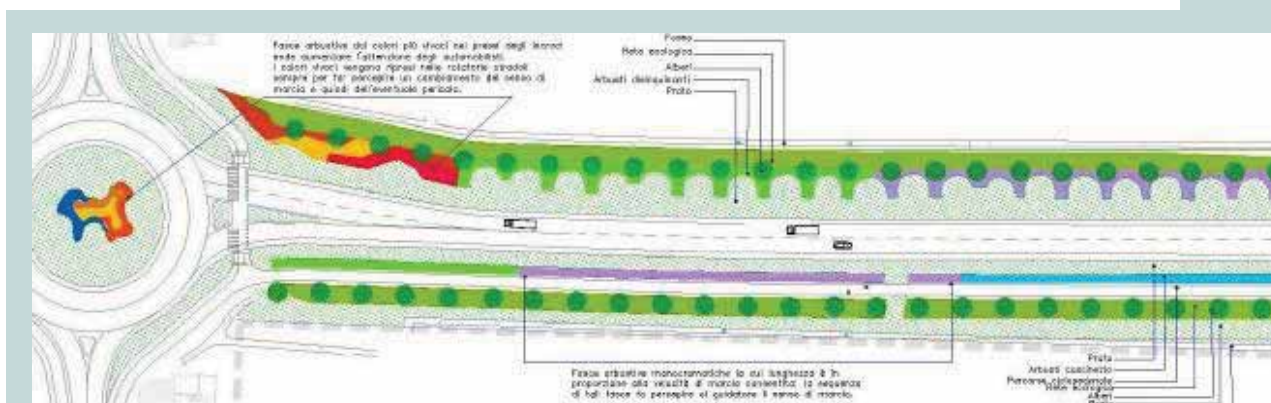 Fasce arbustive dai colori più vivaci nei pressi degli incroci
onde aumentare l'attenzione degli automobilisti.
I colori vivaci vengono ripresi nelle rotatorie stradali
sempre per far percepire un cambiamento del senso di
marcia e quindi dell'eventuale pericolo.
Fosso
Rete ecologica
Alberi
Arbusti disinquinanti
Prato
Fasce arbustive monocromatiche la cui lunghezza è in
proporzione alla velocità di marcia consentita: la sequenza
di tali fasce fa percepire al guidatore il senso di marcia.
Prato
Arbusti
Percorso ciclopedonale
Rete ecologica
Alberi